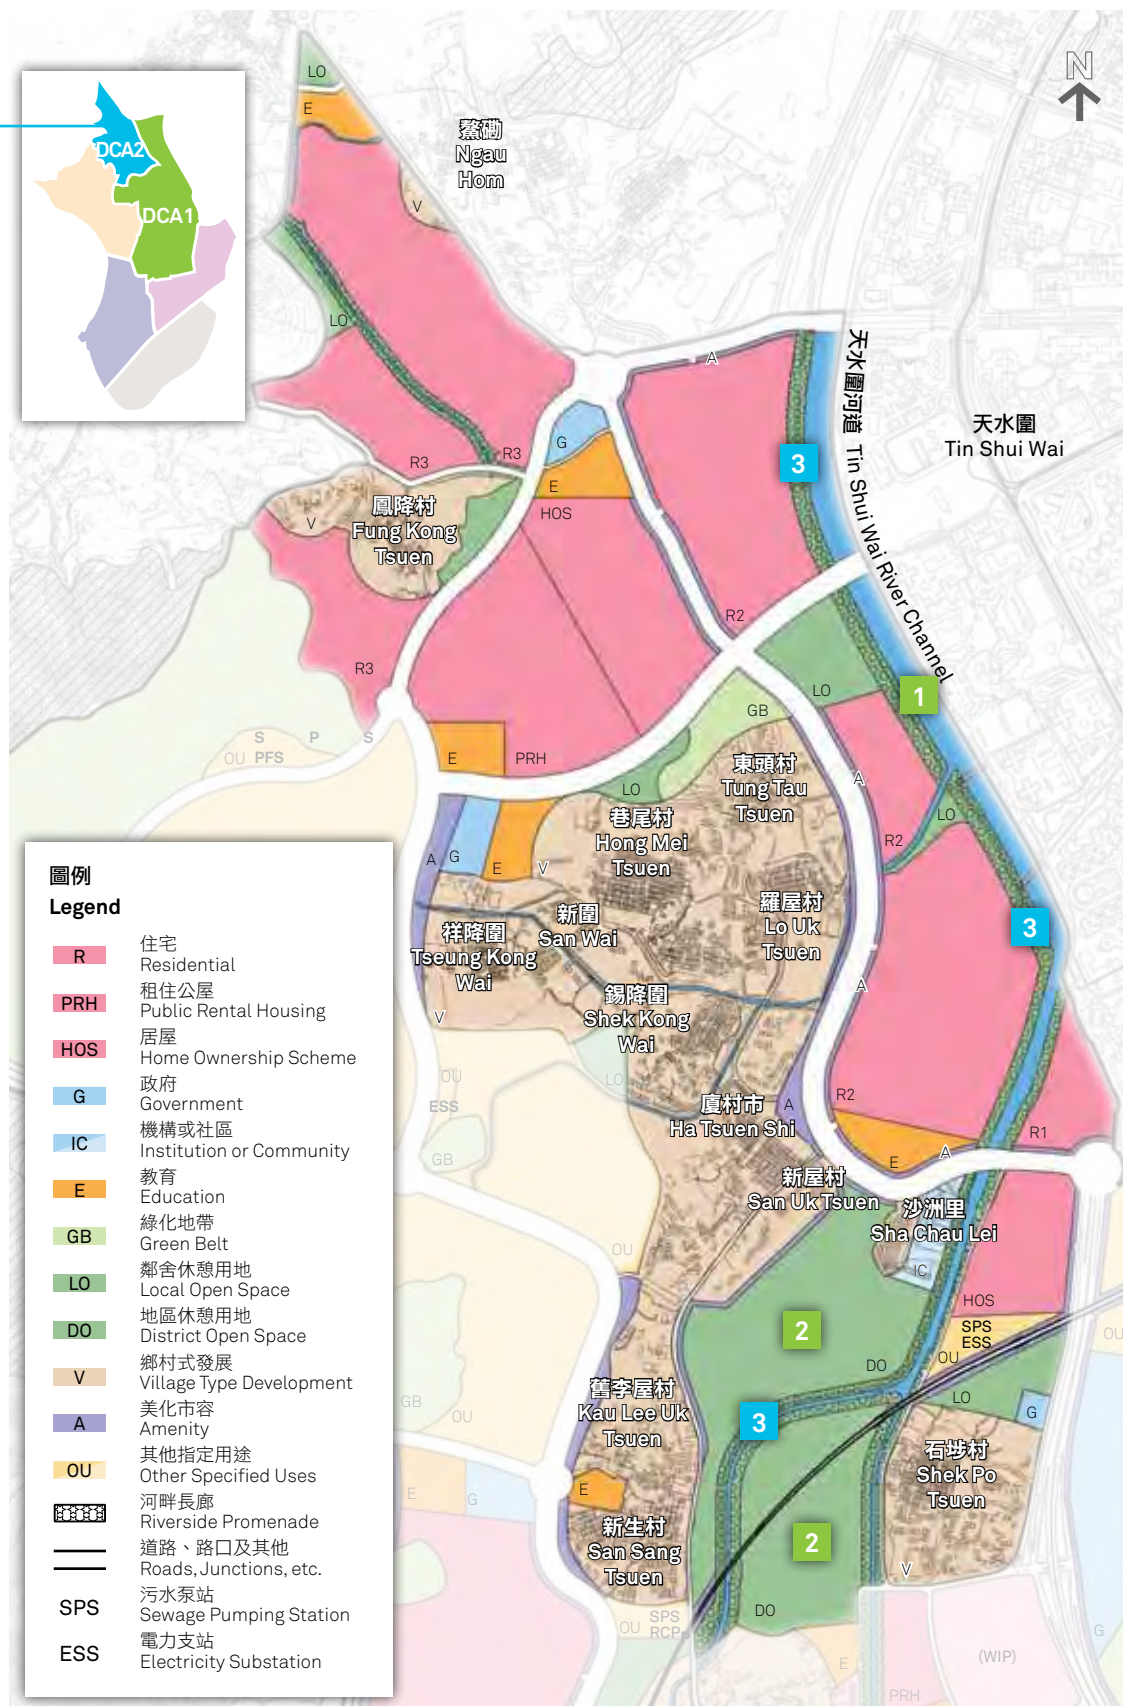 DCA2
DCA1
N
LO
E
鰲磡
Ngau
Hom
V
LO
A
天水圍河道 Tin Shui Wai River Channel
天水圍
Tin Shui Wai
G
3
R3
R3
E
HOS
鳳降村
Fung Kong
Tsuen
V
R2
R3
1
LO
GB
S P S
OU PFS
E
PRH
東頭村
Tung Tau
Tsuen
A
LO
巷尾村
Hong Mei
Tsuen
LO
R2
A
G
E
V
羅屋村
Lo Uk
Tsuen
新圍
San Wai
3
祥降圍
Tseung Kong
Wai
錫降圍
Shek Kong
Wai
A
V
OU
ESS
LO
GB
廈村市
Ha Tsuen Shi
A
R2
R1
E
A
新屋村
San Uk Tsuen
沙洲里
Sha Chau Lei
IC
OU
HOS
2
SPS
ESS
OU
OU
DO
LO
G
舊李屋村
Kau Lee Uk
Tsuen
3
GB
OU
石埗村
Shek Po
Tsuen
E
G
E
新生村
San Sang
Tsuen
2
V
DO
SPS
OU
RCP
E
PRH
(WIP)
G
圖例
Legend
R
住宅
Residential
PRH
租住公屋
Public Rental Housing
HOS
居屋
Home Ownership Scheme
G
政府
Government
IC
機構或社區
Institution or Community
E
教育
Education
GB
綠化地帶
Green Belt
LO
鄰舍休憩用地
Local Open Space
DO
地區休憩用地
District Open Space
V
鄉村式發展
Village Type Development
A
美化市容
Amenity
OU
其他指定用途
Other Specified Uses
河畔長廊
Riverside Promenade
道路、路口及其他
Roads, Junctions, etc.
SPS
污水泵站
Sewage Pumping Station
ESS
電力支站
Electricity Substation